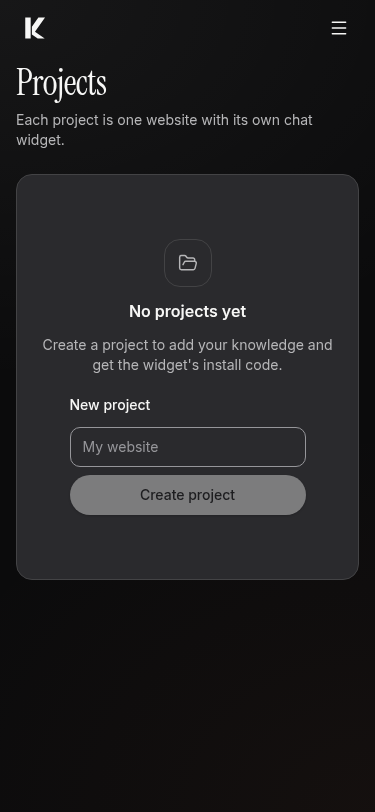 K
Projects
Each project is one website with its own chat
widget.
No projects yet
Create a project to add your knowledge and
get the widget's install code.
New project
My website
Create project